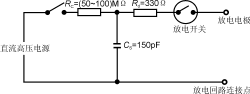 Rc=(50~100)MΩ
Rd=330Ω
放电开关
放电电极
直流高压电源
Cs=150pF
放电回路连接点